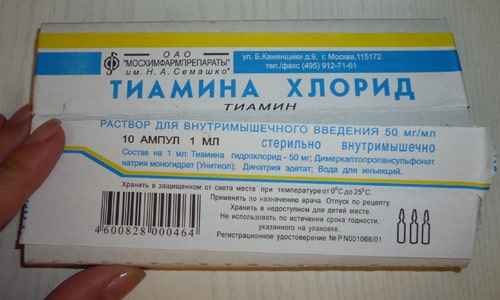 ОАО
"МОСХИМФАРМПРЕПАРАТЫ"
им. Н. А. Семашко"
ул. Б.Каменщики д.9, г. Москва,115172
тел./факс (495) 912-71-61
ТИАМИНА ХЛОРИД
ТИАМИН
РАСТВОР ДЛЯ ВНУТРИМЫШЕЧНОГО ВВЕДЕНИЯ 50 мг/мл
10 АМПУЛ 1 МЛ стерильно внутримышечно
Состав на 1 мл: Тиамина гидрохлорид - 50 мг; Димеркаптопропансульфонат
натрия моногидрат (Унитиол); Динатрия эдетат; Вода для инъекций.
Хранить в защищенном от света месте при температуре от 0°С до 25°С.
Применять по назначению врача. Отпуск по рецепту.
Хранить в недоступном для детей месте.
Не использовать по истечении срока годности,
указанного на упаковке.
Регистрационное удостоверение №Р N001066/01
4600828 000464